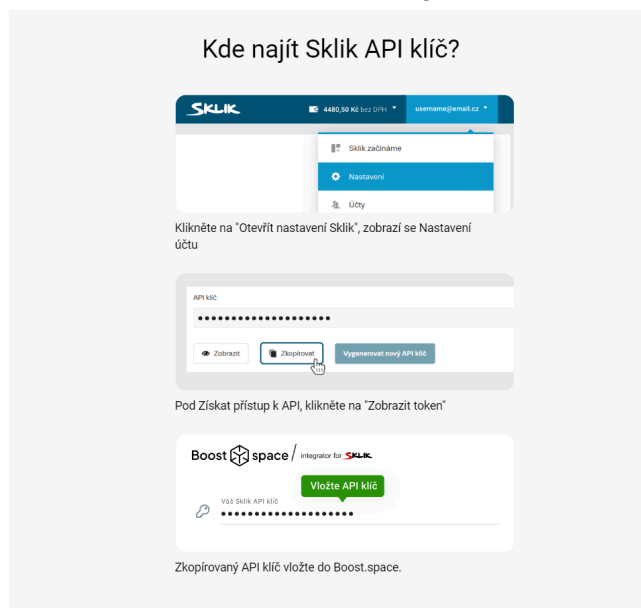 Kde najít Sklik API klíč?
SKLIK
4480,50 Kč bez DPH
username@email.cz
Sklik začínáme
Nastavení
Účty
Klikněte na "Otevřít nastavení Sklik", zobrazí se Nastavení
účtu
API klíč:
Zobrazit
Zkopírovat
Vygenerovat nový API klíč
Pod Získat přístup k API, klikněte na "Zobrazit token"
Boost space / integrator for SKLIK
Vložte API klíč
Váš Sklik API klíč
Zkopírovaný API klíč vložte do Boost.space.